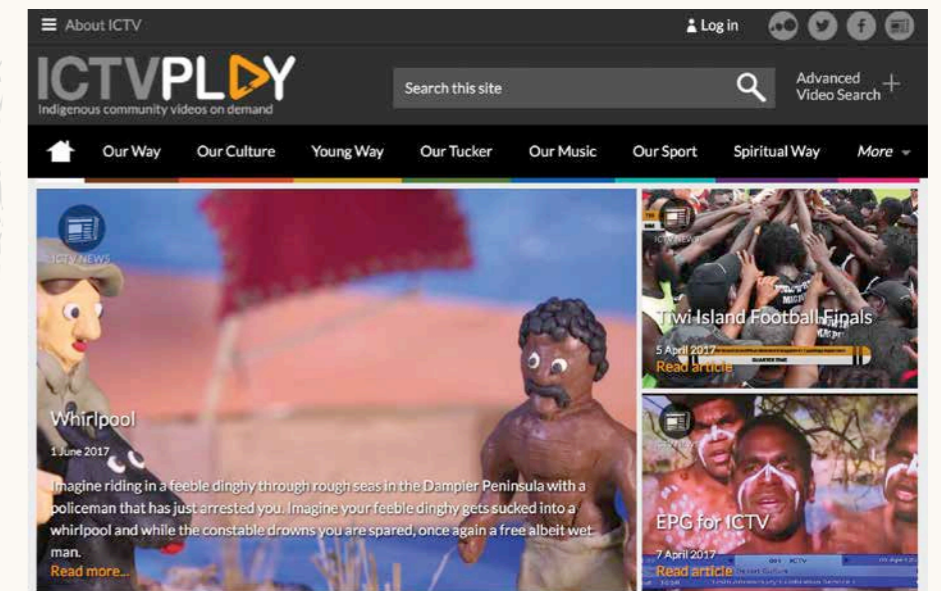 About ICTV
Log in
ICTVPLAY
Indigenous community videos on demand
Search this site
Advanced
Video Search
Our Way
Our Culture
Young Way
Our Tucker
Our Music
Our Sport
Spiritual Way
More
ICTV NEWS
Whirlpool
1 June 2017
Imagine riding in a feeble dinghy through rough seas in the Dampier Peninsula with a
policeman that has just arrested you. Imagine your feeble dinghy gets sucked into a
whirlpool and while the constable drowns you are spared, once again a free albeit wet
man.
Read more...
ICTV NEWS
Tiwi Island Football Finals
5 April 2017
QUARTER TIME
Read article
ICTV NEWS
EPG for ICTV
7 April 2017
ICTV
Read article